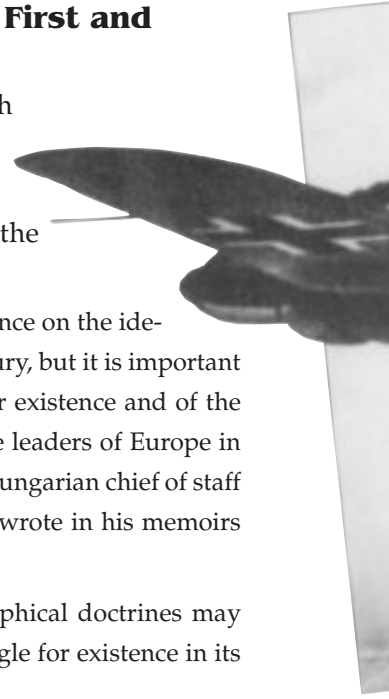 First and
h
the
nce on the ide-
ury, but it is important
r existence and of the
e leaders of Europe in
ungarian chief of staff
wrote in his memoirs
phical doctrines may
gle for existence in its